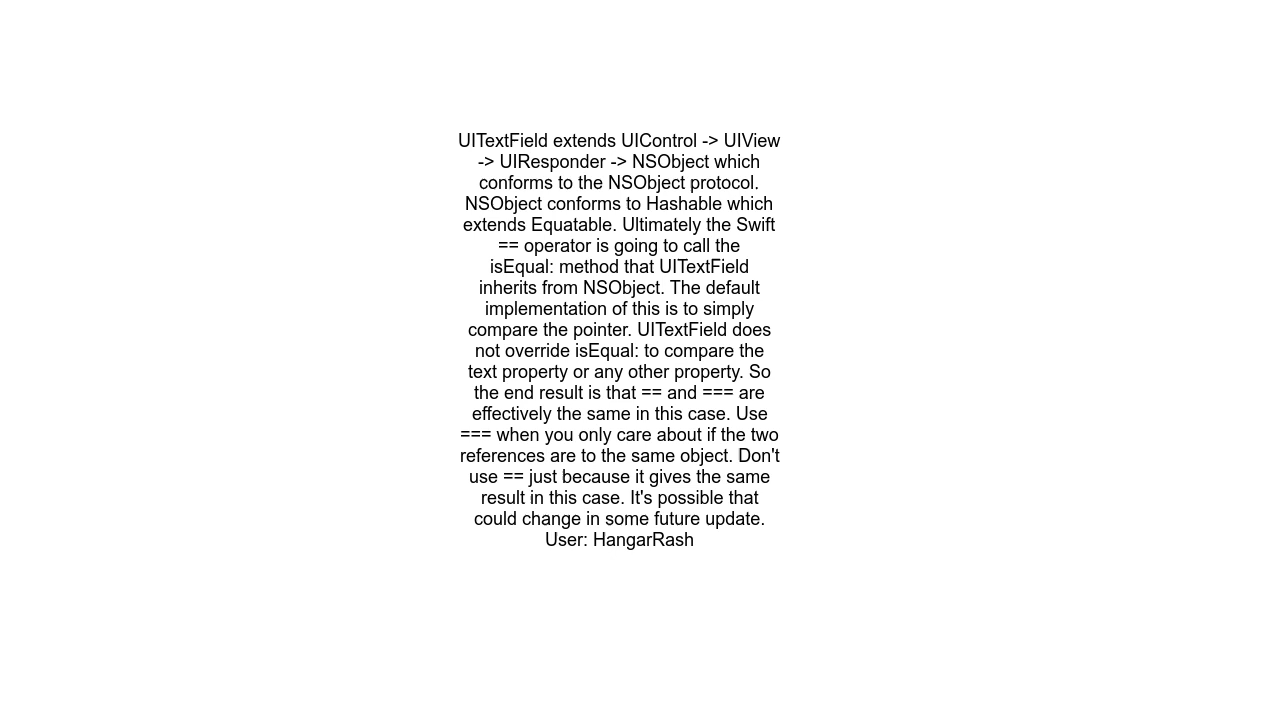 UITextField extends UIControl -> UIView
-> UIResponder -> NSObject which
conforms to the NSObject protocol.
NSObject conforms to Hashable which
extends Equatable. Ultimately the Swift
== operator is going to call the
isEqual: method that UITextField
inherits from NSObject. The default
implementation of this is to simply
compare the pointer. UITextField does
not override isEqual: to compare the
text property or any other property. So
the end result is that == and === are
effectively the same in this case. Use
=== when you only care about if the two
references are to the same object. Don't
use == just because it gives the same
result in this case. It's possible that
could change in some future update.
User: HangarRash